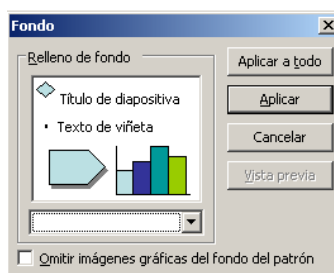 Fondo
Relleno de fondo
Título de diapositiva
• Texto de viñeta
Aplicar a todo
Aplicar
Cancelar
Vista previa
Omitir imágenes gráficas del fondo del patrón